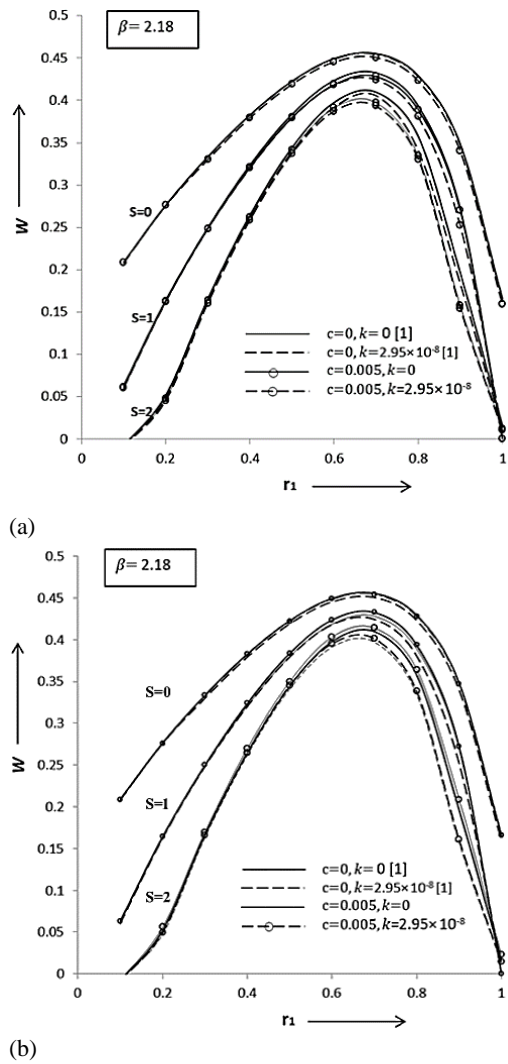 β = 2.18
0.5
0.45
0.4
0.35
0.3
0.25
0.2
0.15
0.1
0.05
0
W
S=0
S=1
S=2
c=0, k= 0 [1]
c=0, k=2.95×10⁻⁸ [1]
c=0.005, k=0
c=0.005, k=2.95× 10⁻⁸
0 0.2 0.4 0.6 0.8 1
r₁
(a)
β = 2.18
0.5
0.45
0.4
0.35
0.3
0.25
0.2
0.15
0.1
0.05
0
W
S=0
S=1
S=2
c=0, k= 0 [1]
c=0, k=2.95×10⁻⁸ [1]
c=0.005, k=0
c=0.005, k=2.95× 10⁻⁸
0 0.2 0.4 0.6 0.8 1
r₁
(b)